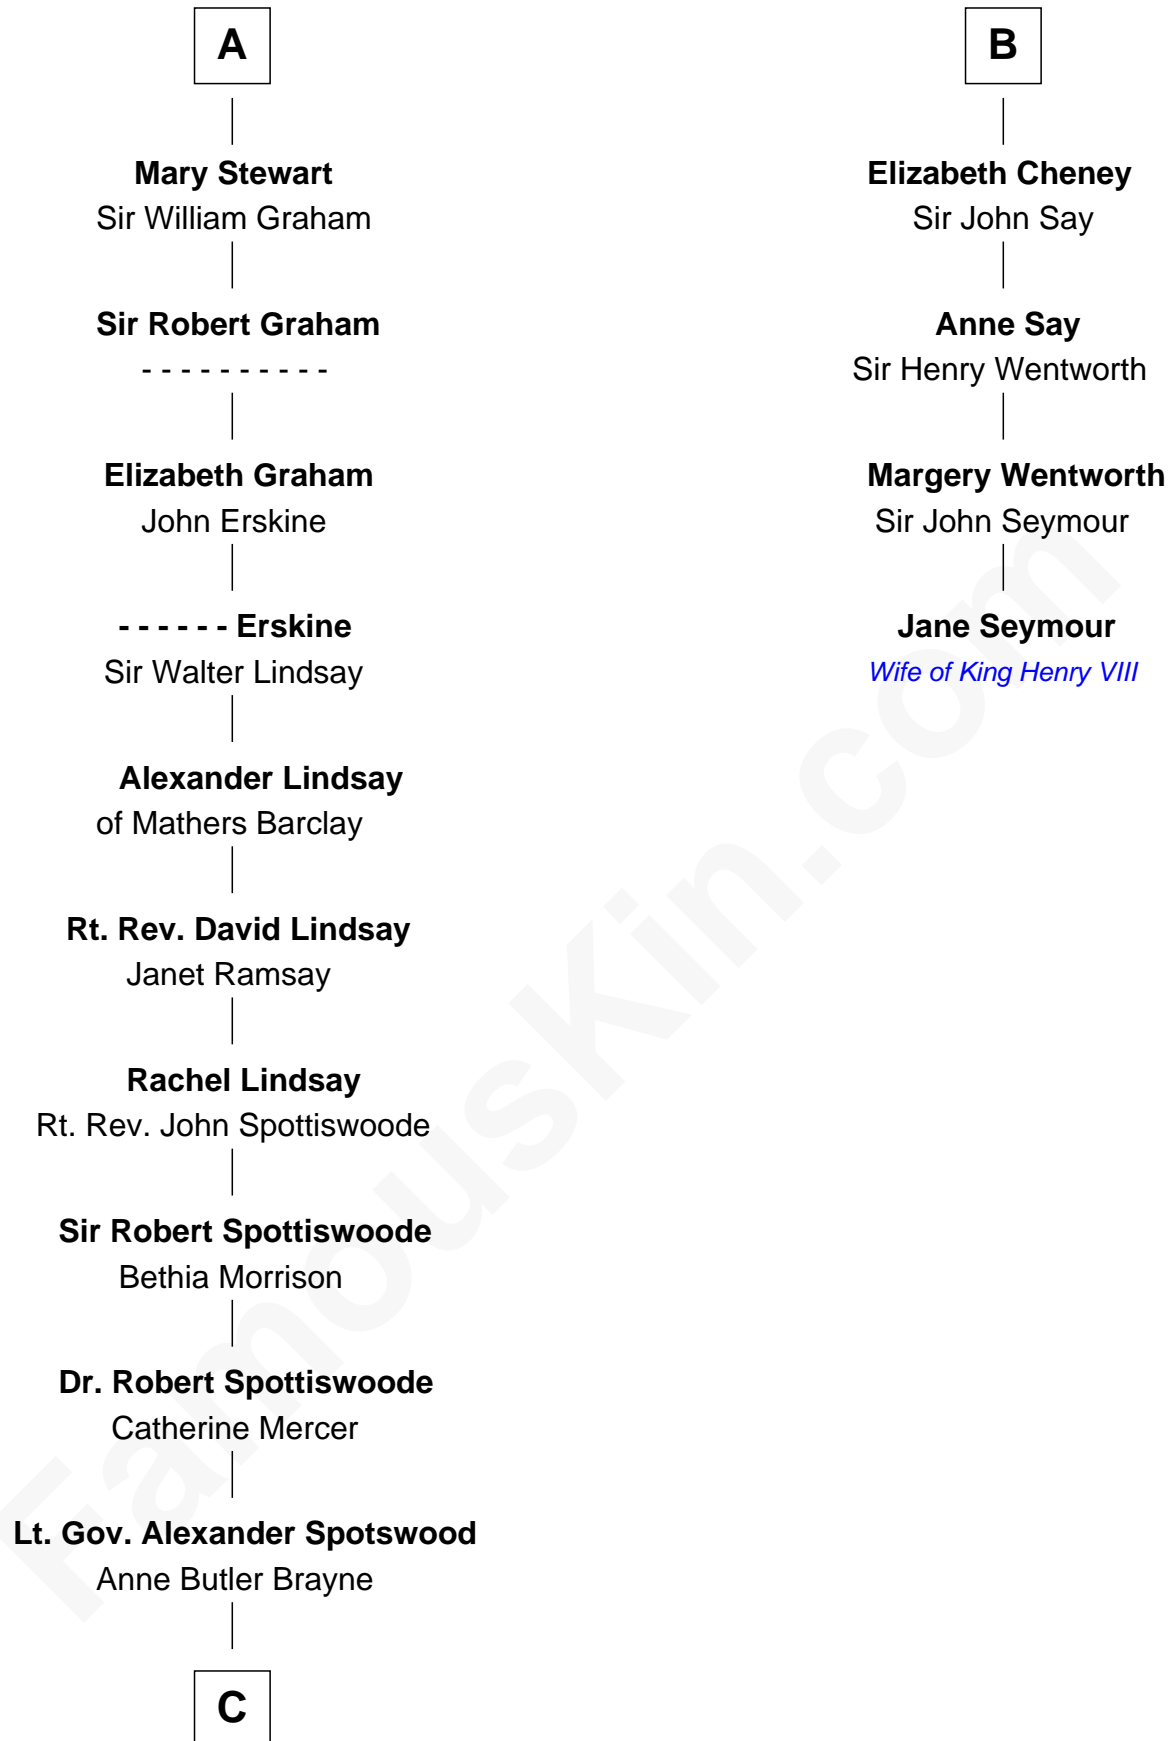 A
Mary Stewart
Sir William Graham
Sir Robert Graham
- - - - - - - - - -
Elizabeth Graham
John Erskine
- - - - - - Erskine
Sir Walter Lindsay
Alexander Lindsay
of Mathers Barclay
Rt. Rev. David Lindsay
Janet Ramsay
Rachel Lindsay
Rt. Rev. John Spottiswoode
Sir Robert Spottiswoode
Bethia Morrison
Dr. Robert Spottiswoode
Catherine Mercer
Lt. Gov. Alexander Spotswood
Anne Butler Brayne
C
B
Elizabeth Cheney
Sir John Say
Anne Say
Sir Henry Wentworth
Margery Wentworth
Sir John Seymour
Jane Seymour
Wife of King Henry VIII
FamousKin.com